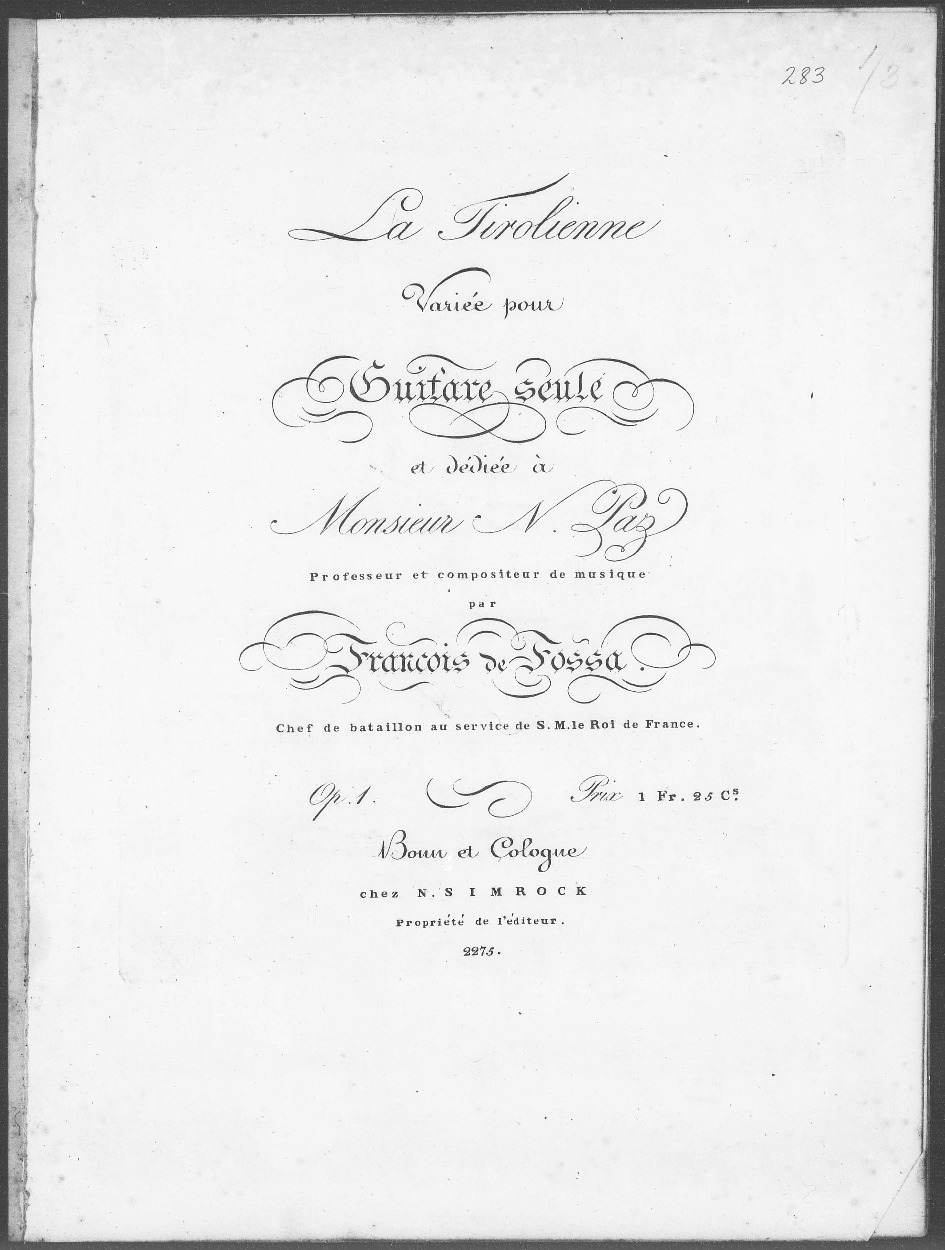 283 1/3
La Tirolienne
Variée pour
Guitare seule
et dédiée à
Monsieur N. Paz
Professeur et compositeur de musique
par
François de Fossa.
Chef de bataillon au service de S. M. le Roi de France.
Op. 1. Prix 1 Fr. 25 Cs.
Bonn et Cologne
chez N. SIMROCK
Propriété de l'éditeur.
2275.